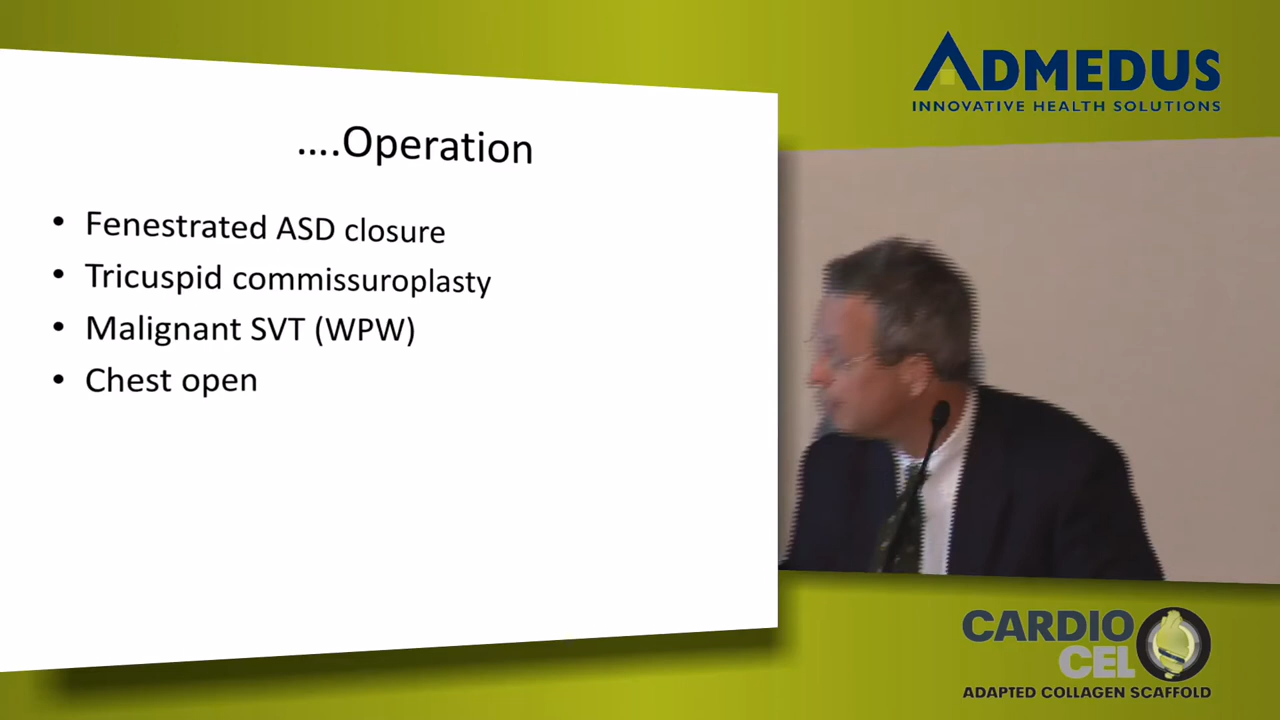 ....Operation
• Fenestrated ASD closure
• Tricuspid commissuroplasty
• Malignant SVT (WPW)
• Chest open
ADMEDUS
INNOVATIVE HEALTH SOLUTIONS
CARDIO
CEL
ADAPTED COLLAGEN SCAFFOLD